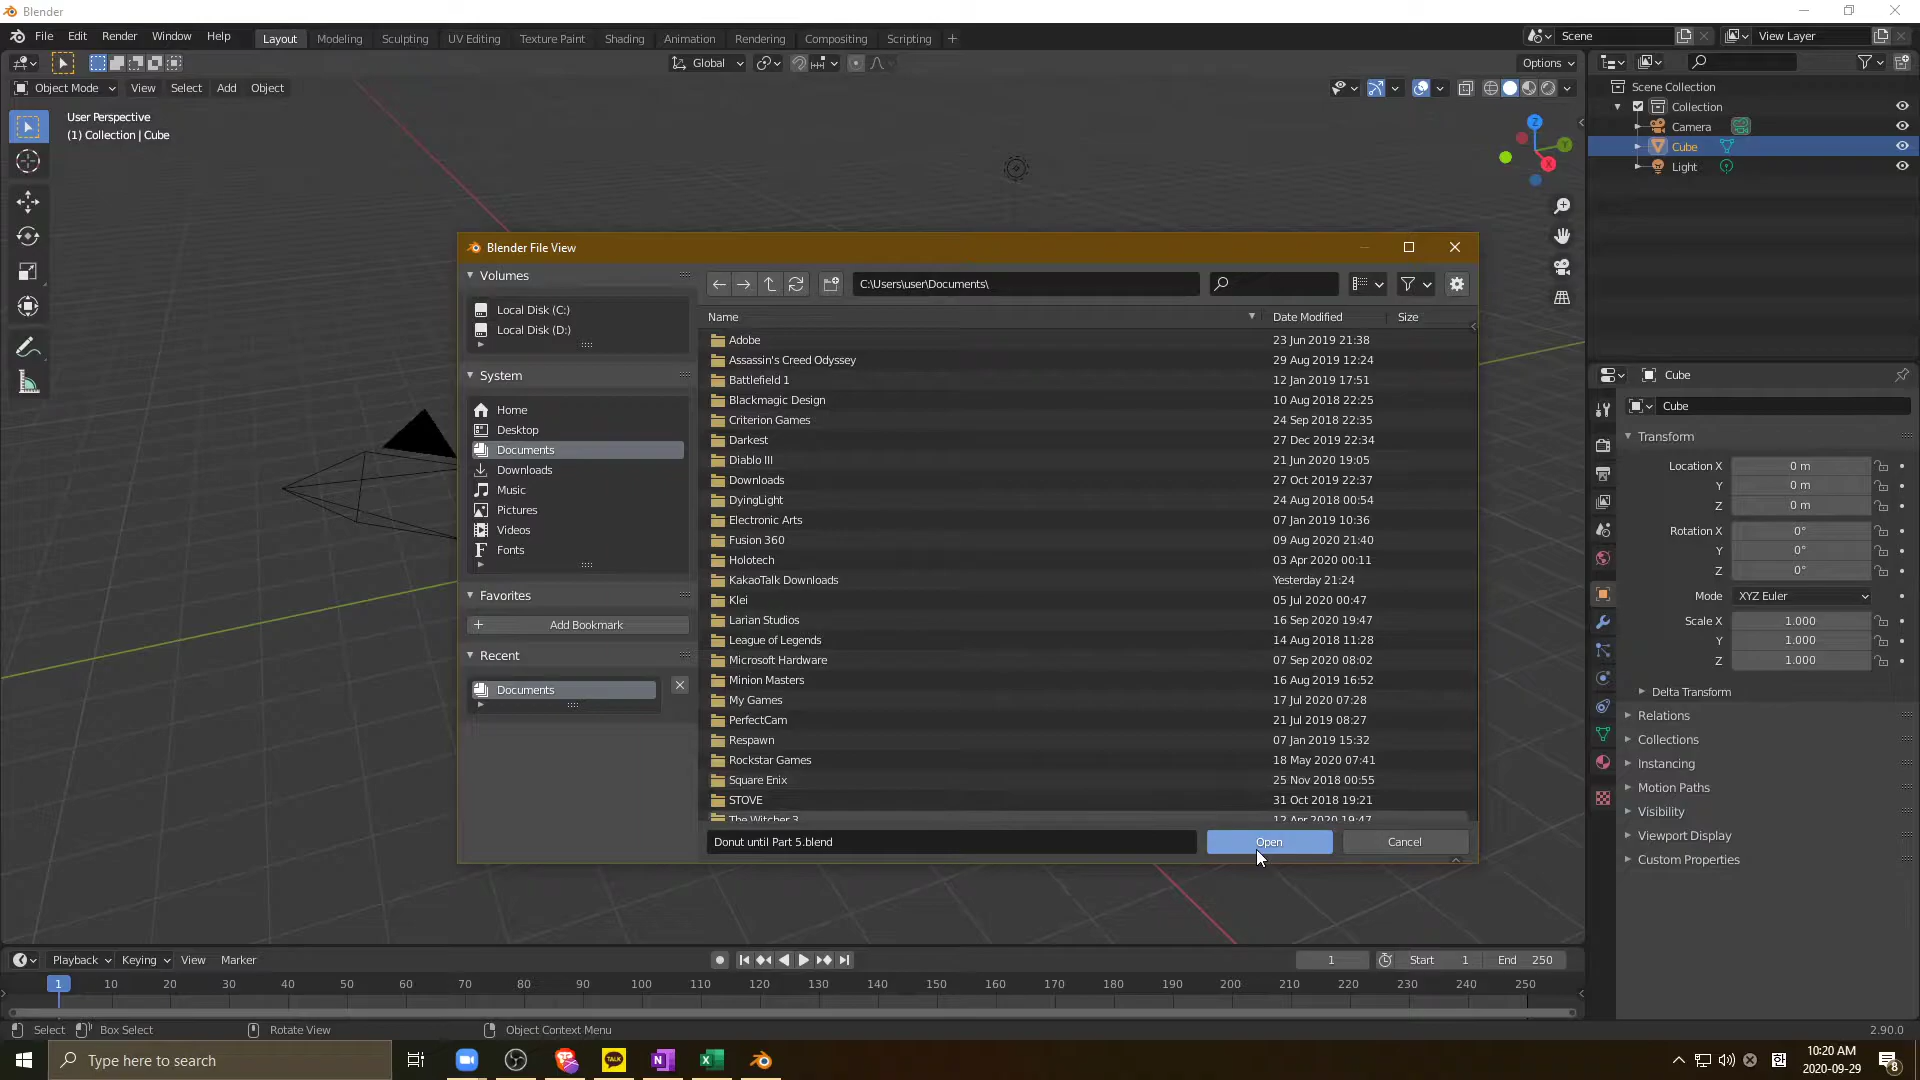 Blender
File Edit Render Window Help Layout Modeling Sculpting UV Editing Texture Paint Shading Animation Rendering Compositing Scripting + Scene View Layer
Global Options
Object Mode View Select Add Object
User Perspective
(1) Collection | Cube
Z
Y
X
Scene Collection
Collection
Camera
Cube
Light
Blender File View
Volumes
Local Disk (C:)
Local Disk (D:)
System
Home
Desktop
Documents
Downloads
Music
Pictures
Videos
Fonts
Favorites
+ Add Bookmark
Recent
Documents
C:\Users\user\Documents\
Name Date Modified Size
Adobe 23 Jun 2019 21:38
Assassin's Creed Odyssey 29 Aug 2019 12:24
Battlefield 1 12 Jan 2019 17:51
Blackmagic Design 10 Aug 2018 22:25
Criterion Games 24 Sep 2018 22:35
Darkest 27 Dec 2019 22:34
Diablo III 21 Jun 2020 19:05
Downloads 27 Oct 2019 22:37
DyingLight 24 Aug 2018 00:54
Electronic Arts 07 Jan 2019 10:36
Fusion 360 09 Aug 2020 21:40
Holotech 03 Apr 2020 00:11
KakaoTalk Downloads Yesterday 21:24
Klei 05 Jul 2020 00:47
Larian Studios 16 Sep 2020 19:47
League of Legends 14 Aug 2018 11:28
Microsoft Hardware 07 Sep 2020 08:02
Minion Masters 16 Aug 2019 16:52
My Games 17 Jul 2020 07:28
PerfectCam 21 Jul 2019 08:27
Respawn 07 Jan 2019 15:32
Rockstar Games 18 May 2020 07:41
Square Enix 25 Nov 2018 00:55
STOVE 31 Oct 2018 19:21
The Witcher 3 12 Apr 2020 19:47
Donut until Part 5.blend Open Cancel
Cube
Cube
Transform
Location X 0 m
Y 0 m
Z 0 m
Rotation X 0°
Y 0°
Z 0°
Mode XYZ Euler
Scale X 1.000
Y 1.000
Z 1.000
Delta Transform
Relations
Collections
Instancing
Motion Paths
Visibility
Viewport Display
Custom Properties
Playback Keying View Marker 1 Start 1 End 250
1 10 20 30 40 50 60 70 80 90 100 110 120 130 140 150 160 170 180 190 200 210 220 230 240 250
Select Box Select Rotate View Object Context Menu 2.90.0
Type here to search TALK 10:20 AM
2020-09-29 8